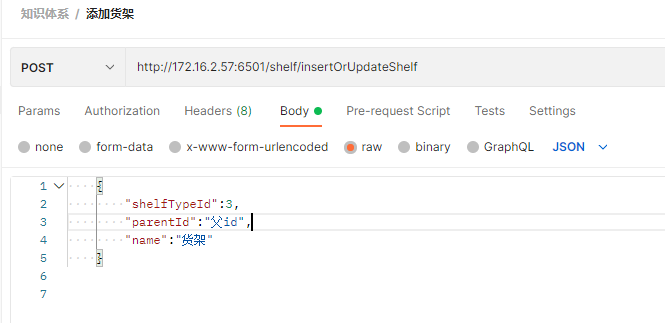 知识体系 / 添加货架
POST http://172.16.2.57:6501/shelf/insertOrUpdateShelf
Params Authorization Headers (8) Body Pre-request Script Tests Settings
none form-data x-www-form-urlencoded raw binary GraphQL JSON
1 {
2 "shelfTypeId":3,
3 "parentId":"父id",
4 "name":"货架"
5 }
6
7